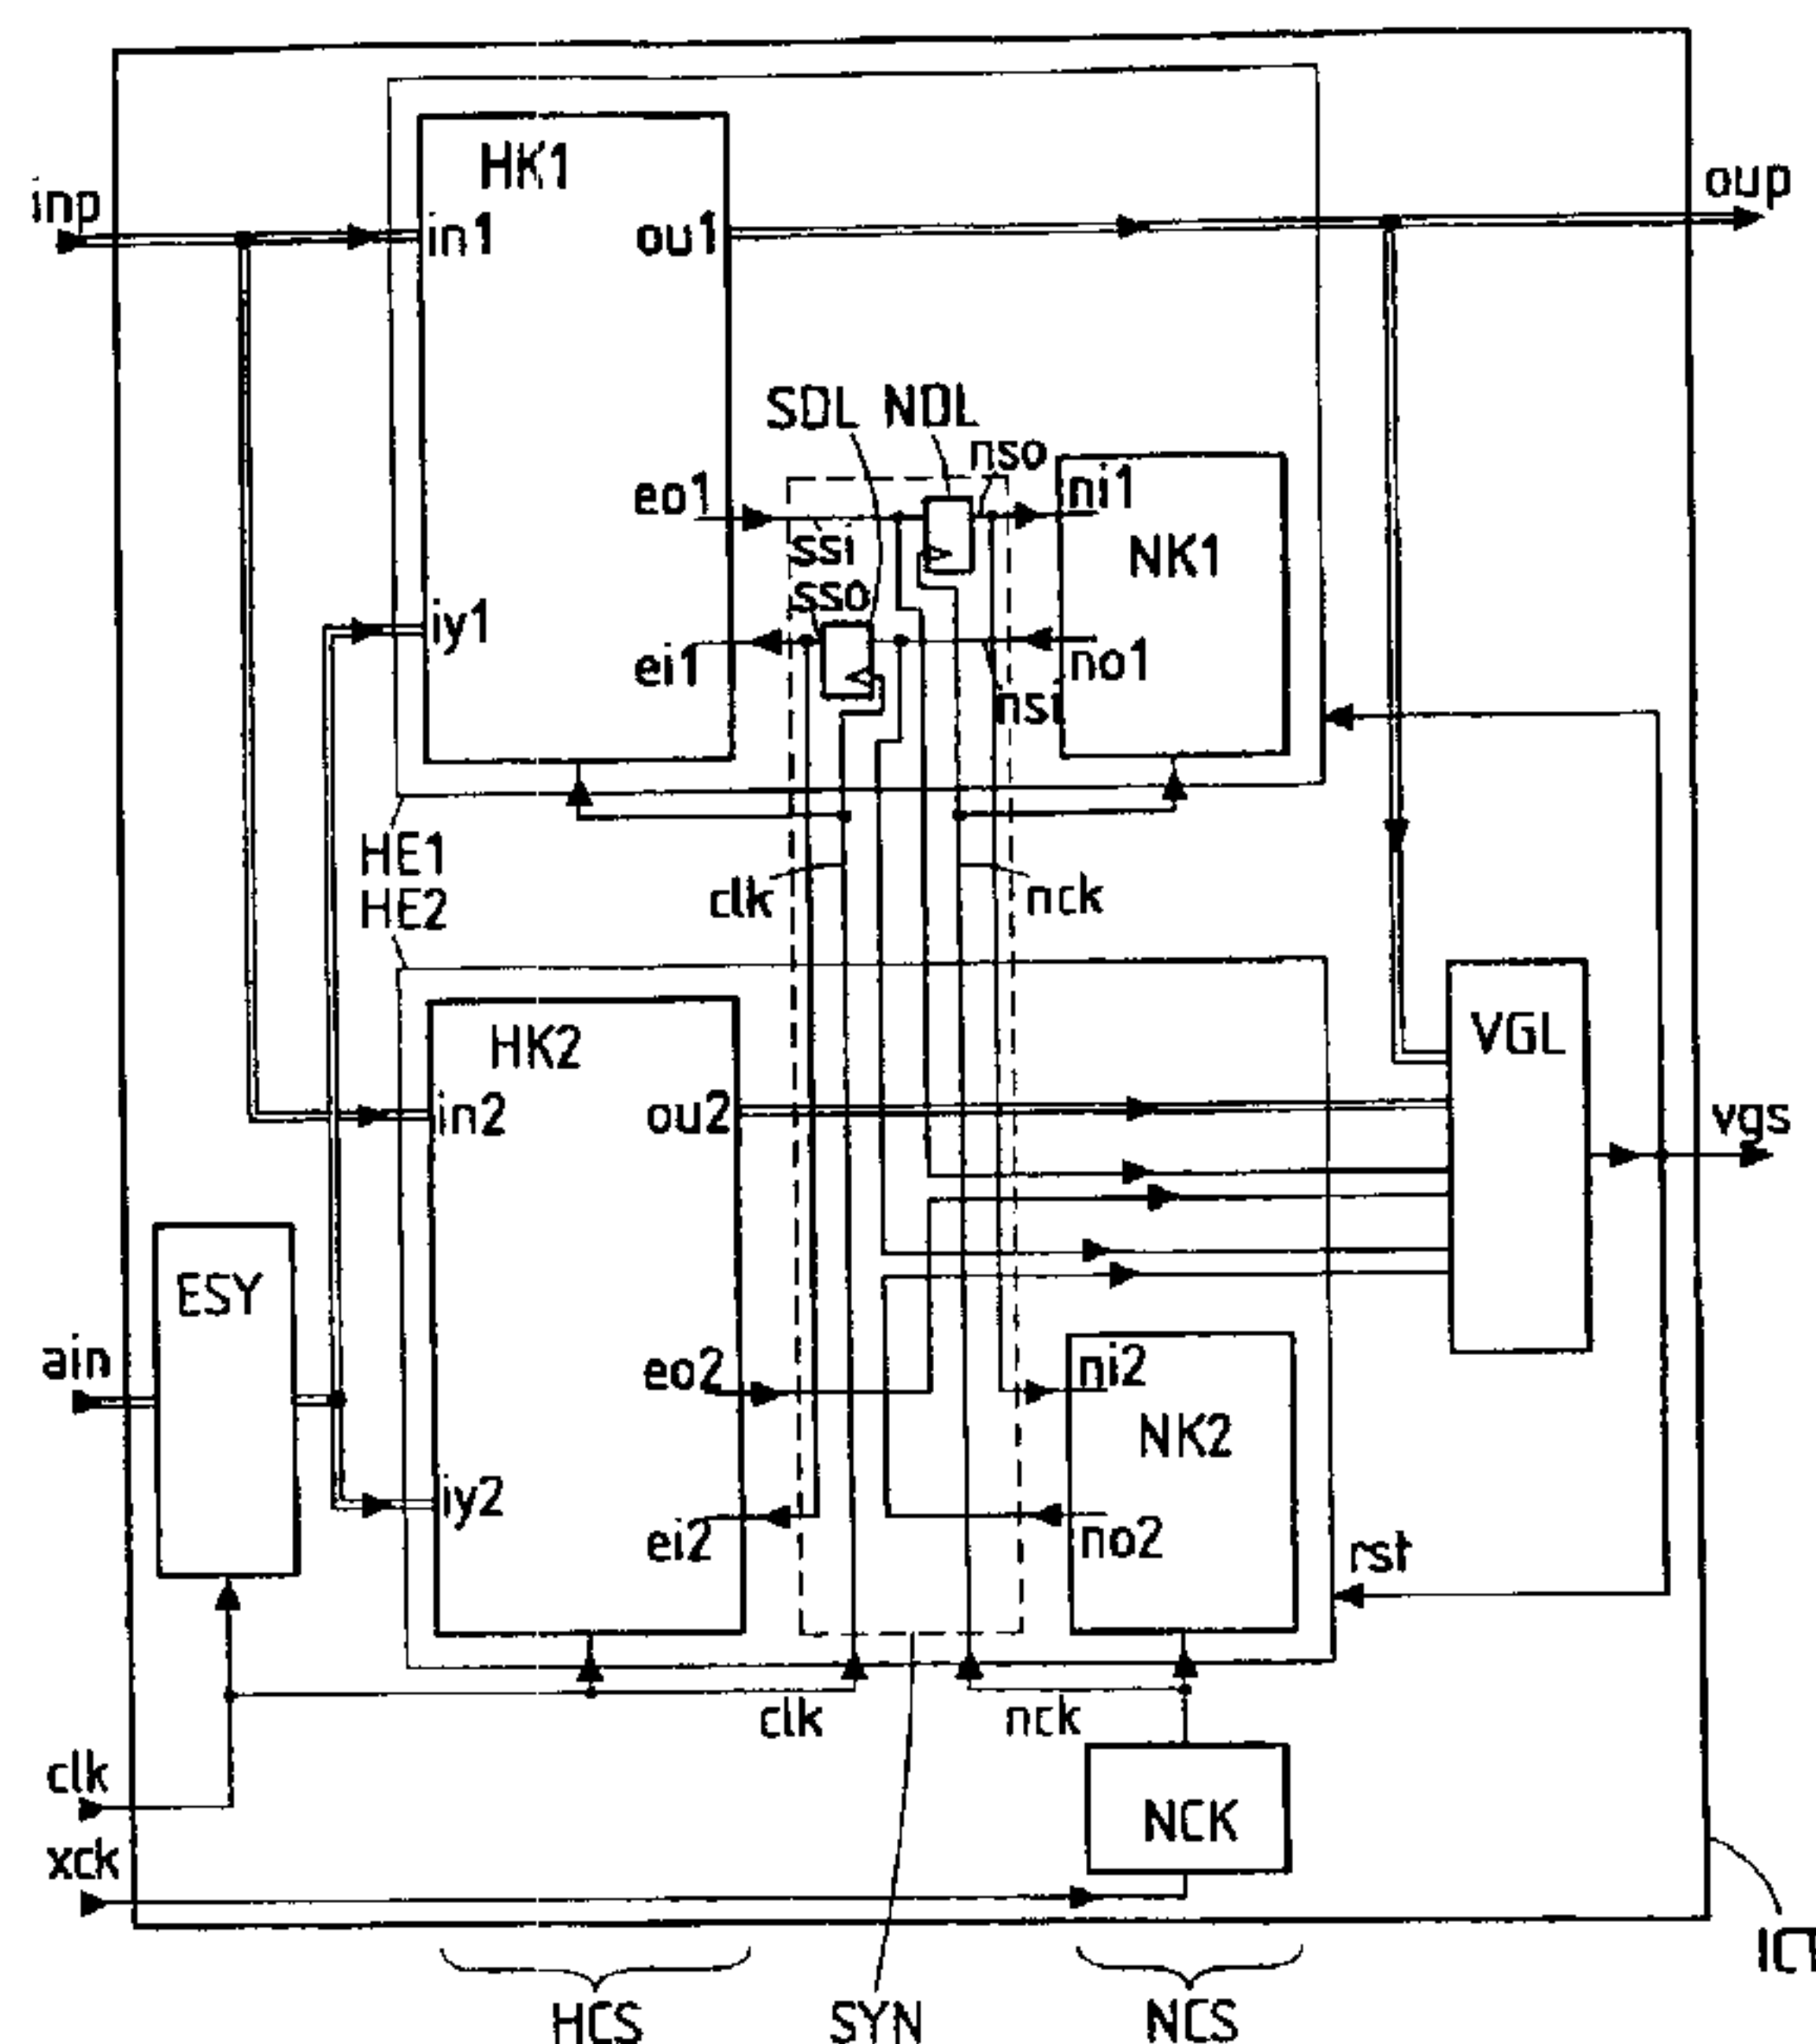 HK1
inp
oup
in1
ou1
SDL NDL
nso
eo1
ni1
ssi
NK1
sso
iy1
ei1
no1
nsi
HE1
HE2
clk
nck
HK2
VGL
in2
ou2
vgs
ESY
ain
eo2
ni2
NK2
iy2
ei2
no2
rst
clk
nck
clk
NCK
xck
HCS
SYN
NCS